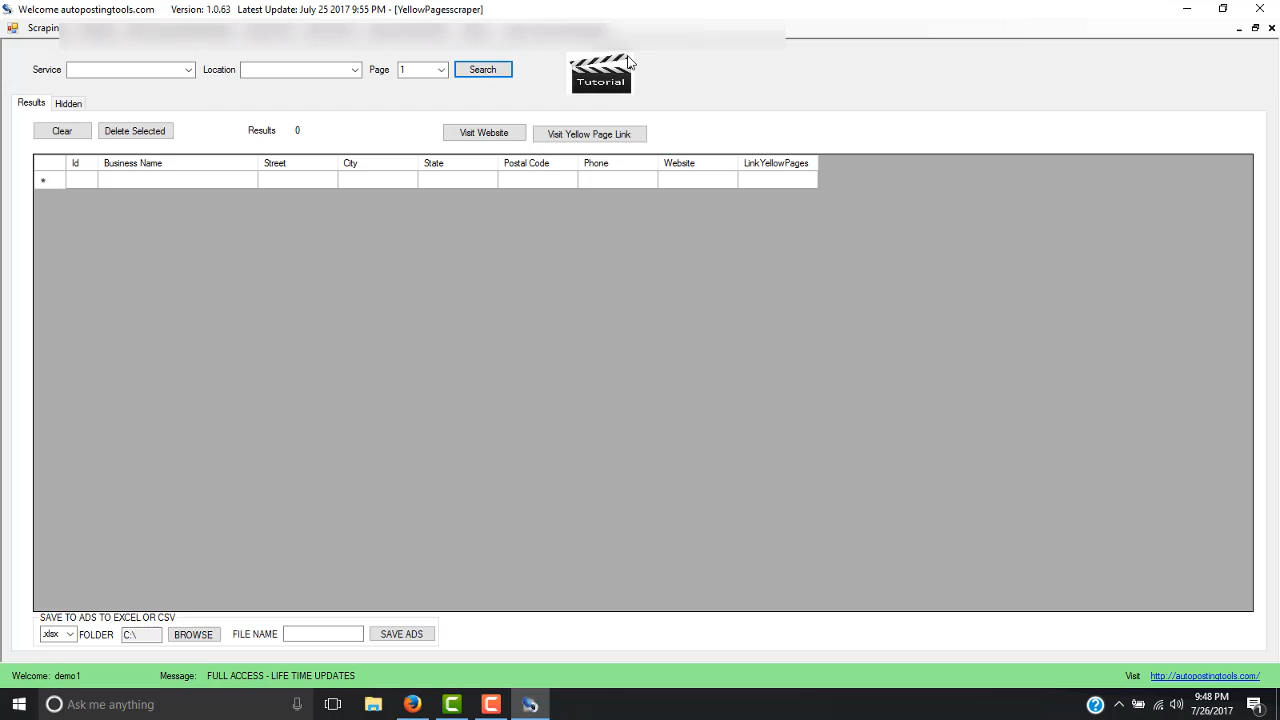 Welcome autopostingtools.com Version: 1.0.63 Latest Update: July 25 2017 9:55 PM - [YellowPagesscraper]
Scraping
Service Location Page 1 Search
Tutorial
Results Hidden
Clear Delete Selected Results 0 Visit Website Visit Yellow Page Link
Id Business Name Street City State Postal Code Phone Website LinkYellowPages
*
SAVE TO ADS TO EXCEL OR CSV
.xlsx FOLDER C:\ BROWSE FILE NAME SAVE ADS
Welcome: demo1 Message: FULL ACCESS - LIFE TIME UPDATES Visit http://autopostingtools.com/
Ask me anything 9:48 PM
7/26/2017